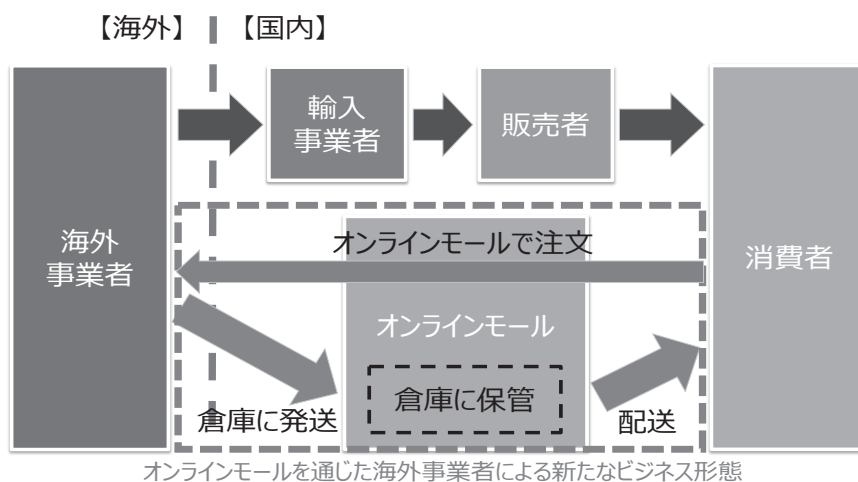 【海外】
【国内】
輸入
事業者
販売者
海外
事業者
消費者
オンラインモールで注文
オンラインモール
倉庫に保管
倉庫に発送
配送
オンラインモールを通じた海外事業者による新たなビジネス形態